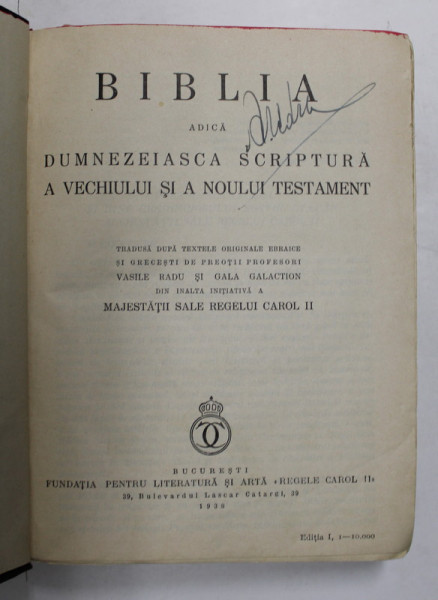 BIBLIA
ADICĂ
DUMNEZEIASCA SCRIPTURĂ
A VECHIULUI ȘI A NOULUI TESTAMENT
TRADUSĂ DUPĂ TEXTELE ORIGINALE EBRAICE
ȘI GRECEȘTI DE PREOȚII PROFESORI
VASILE RADU ȘI GALA GALACTION
DIN INALTA INIȚIATIVĂ A
MAJESTĂȚII SALE REGELUI CAROL II
BUCUREȘTI
FUNDAȚIA PENTRU LITERATURĂ ȘI ARTĂ «REGELE CAROL II»
39, Bulevardul Lascar Catargi, 39
Ediția I, 1—10.000